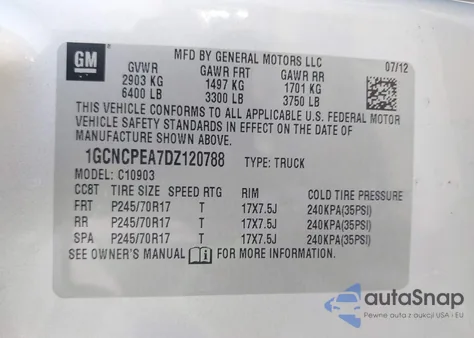 GM
MFD BY GENERAL MOTORS LLC
07/12
GVWR GAWR FRT GAWR RR
2903 KG 1497 KG 1701 KG
6400 LB 3300 LB 3750 LB
THIS VEHICLE CONFORMS TO ALL APPLICABLE U.S. FEDERAL MOTOR
VEHICLE SAFETY STANDARDS IN EFFECT ON THE DATE OF
MANUFACTURE SHOWN ABOVE.
1GCNCPEA7DZ120788 TYPE: TRUCK
MODEL: C10903
CC8T TIRE SIZE SPEED RTG RIM COLD TIRE PRESSURE
FRT P245/70R17 T 17X7.5J 240KPA(35PSI)
RR P245/70R17 T 17X7.5J 240KPA(35PSI)
SPA P245/70R17 T 17X7.5J 240KPA(35PSI)
SEE OWNER'S MANUAL i FOR MORE INFORMATION.
autoSnap
Pewne auto z aukcji USA i EU